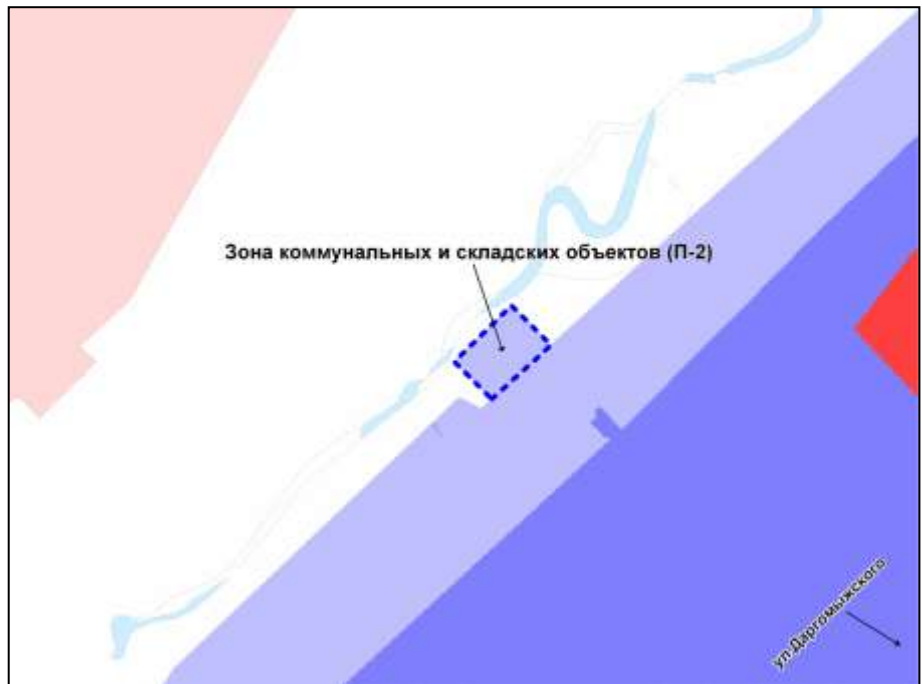 Зона коммунальных и складских объектов (П-2)
ул.Даргомыжского